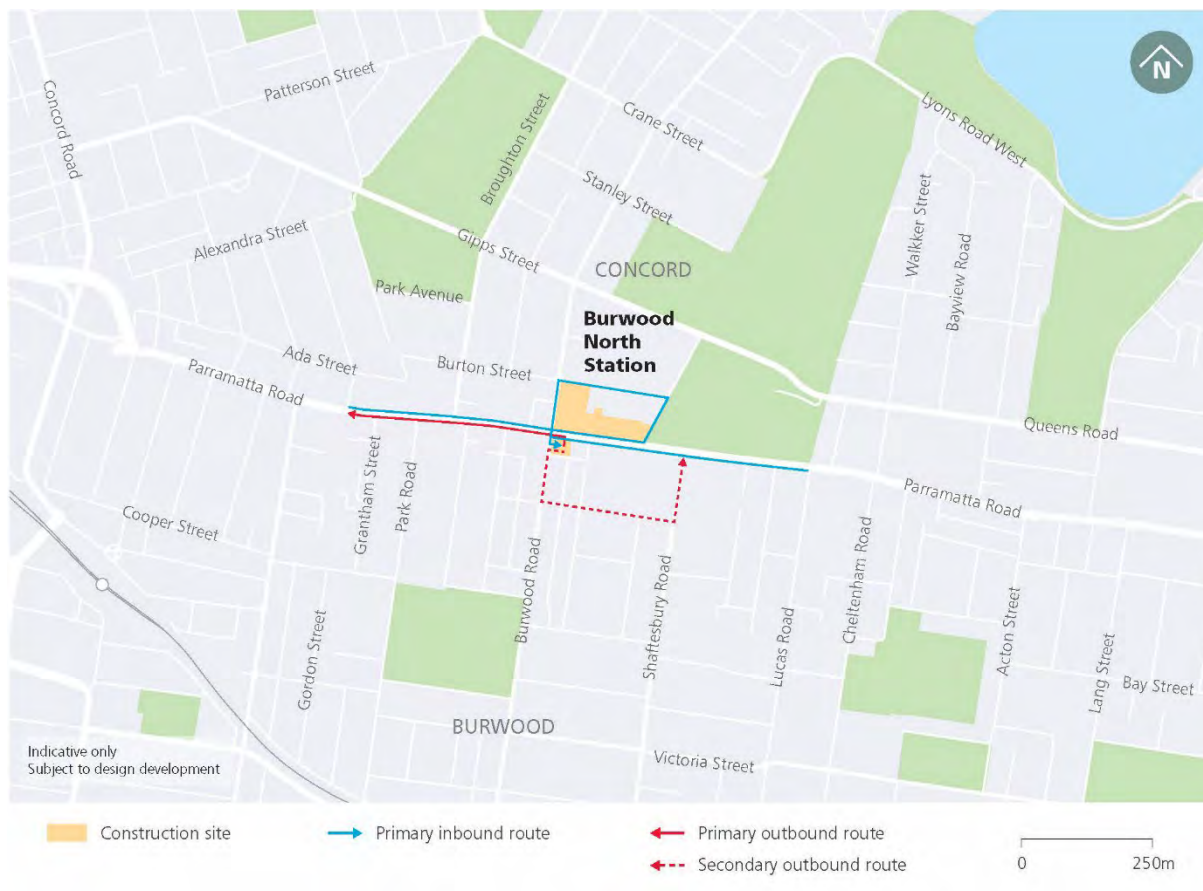 N
Patterson Street
Concord Road
Broughton Street
Crane Street
Lyons Road West
Stanley Street
Walkker Street
Alexandra Street
Gipps Street
CONCORD
Bayview Road
Park Avenue
Burwood
North
Station
Ada Street
Burton Street
Parramatta Road
Queens Road
Parramatta Road
Grantham Street
Park Road
Cooper Street
Burwood Road
Shaftesbury Road
Cheltenham Road
Lucas Road
Gordon Street
Acton Street
Lang Street
Bay Street
BURWOOD
Victoria Street
Indicative only
Subject to design development
Construction site
Primary inbound route
Primary outbound route
Secondary outbound route
0 250m